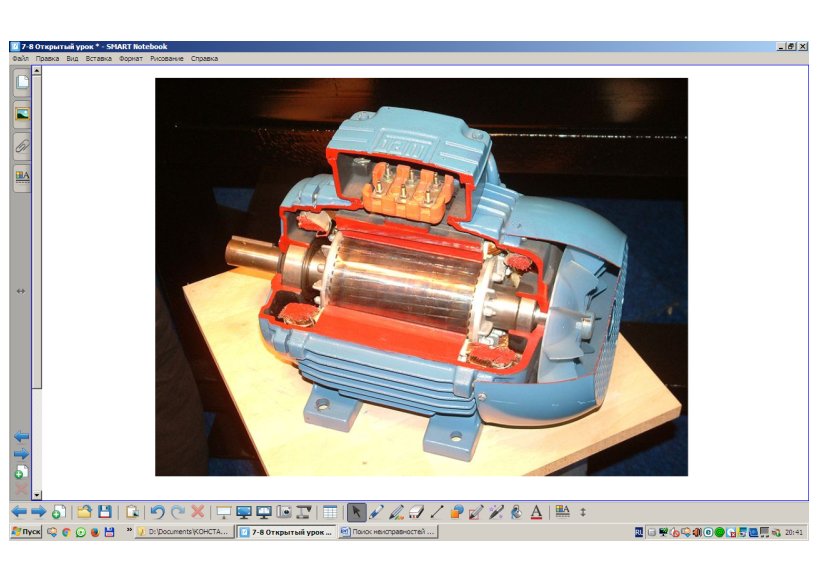 7-8 Открытый урок * - SMART Notebook
Файл Правка Вид Вставка Формат Рисование Справка
Пуск
D:\Documents\КОНСТА...
7-8 Открытый урок ...
Поиск неисправностей ...
RL
20:41